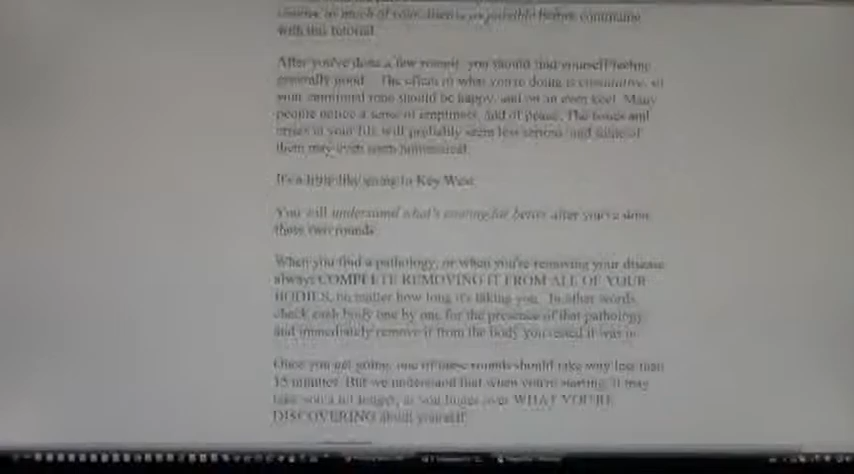 with this tutorial.
After you've done a few rounds, you should find yourself feeling
generally good. The effects of what you're doing is cumulative, so
your emotional tone should be happy, and on an even keel. Many
people notice a sense of emptiness, and of peace. The issues and
crises in your life will probably seem less serious, and some of
them may even seem humorous!
It's a little like going to Key West.
You will understand what's coming far better after you've done
these two rounds.
When you find a pathology, or when you're removing your disease
always COMPLETE REMOVING IT FROM ALL OF YOUR
BODIES, no matter how long it's taking you. In other words,
check each body one by one for the presence of that pathology
and immediately remove it from the body you tested it was in.
Once you get going, one of these rounds should take way less than
15 minutes. But we understand that when you're starting, it may
take you a lot longer, as you linger over WHAT YOU'RE
DISCOVERING about yourself.